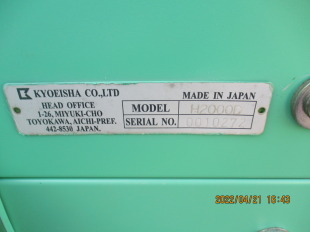 KYOEISHA CO.,LTD
HEAD OFFICE
1-26, MIYUKI-CHO
TOYOKAWA, AICHI-PREF.
442-8530 JAPAN.
MADE IN JAPAN
MODEL
SERIAL NO.
2022/04/21 16:43